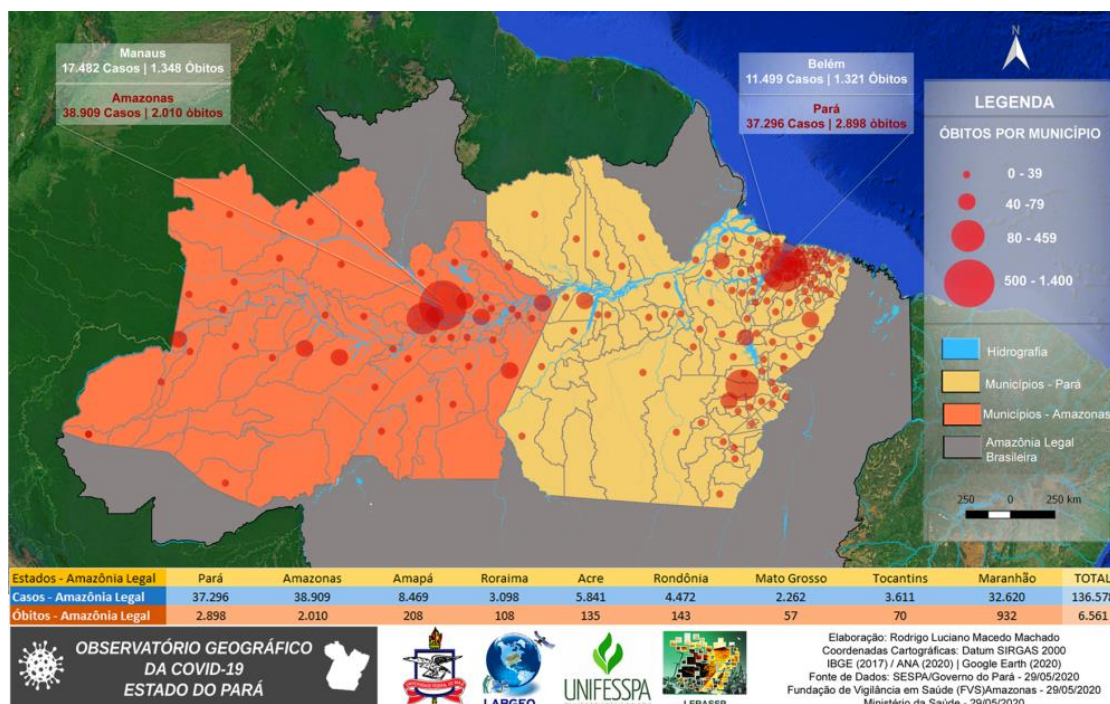 Manaus
17.482 Casos | 1.348 Óbitos
Amazonas
38.909 Casos | 2.010 óbitos
Belém
11.499 Casos | 1.321 Óbitos
Pará
37.296 Casos | 2.898 óbitos
N
LEGENDA
ÓBITOS POR MUNICÍPIO
0 - 39
40 -79
80 - 459
500 - 1.400
Hidrografia
Municípios - Pará
Municípios - Amazonas
Amazônia Legal
Brasileira
250 0 250 km
Estados - Amazônia Legal Pará Amazonas Amapá Roraima Acre Rondônia Mato Grosso Tocantins Maranhão TOTAL
Casos - Amazônia Legal 37.296 38.909 8.469 3.098 5.841 4.472 2.262 3.611 32.620 136.578
Óbitos - Amazônia Legal 2.898 2.010 208 108 135 143 57 70 932 6.561
OBSERVATÓRIO GEOGRÁFICO
DA COVID-19
ESTADO DO PARÁ
LABGEO
UNIFESSPA
Elaboração: Rodrigo Luciano Macedo Machado
Coordenadas Cartográficas: Datum SIRGAS 2000
IBGE (2017) / ANA (2020) | Google Earth (2020)
Fonte de Dados: SESPA/Governo do Pará - 29/05/2020
Fundação de Vigilância em Saúde (FVS)Amazonas - 29/05/2020
Ministério da Saúde - 29/05/2020